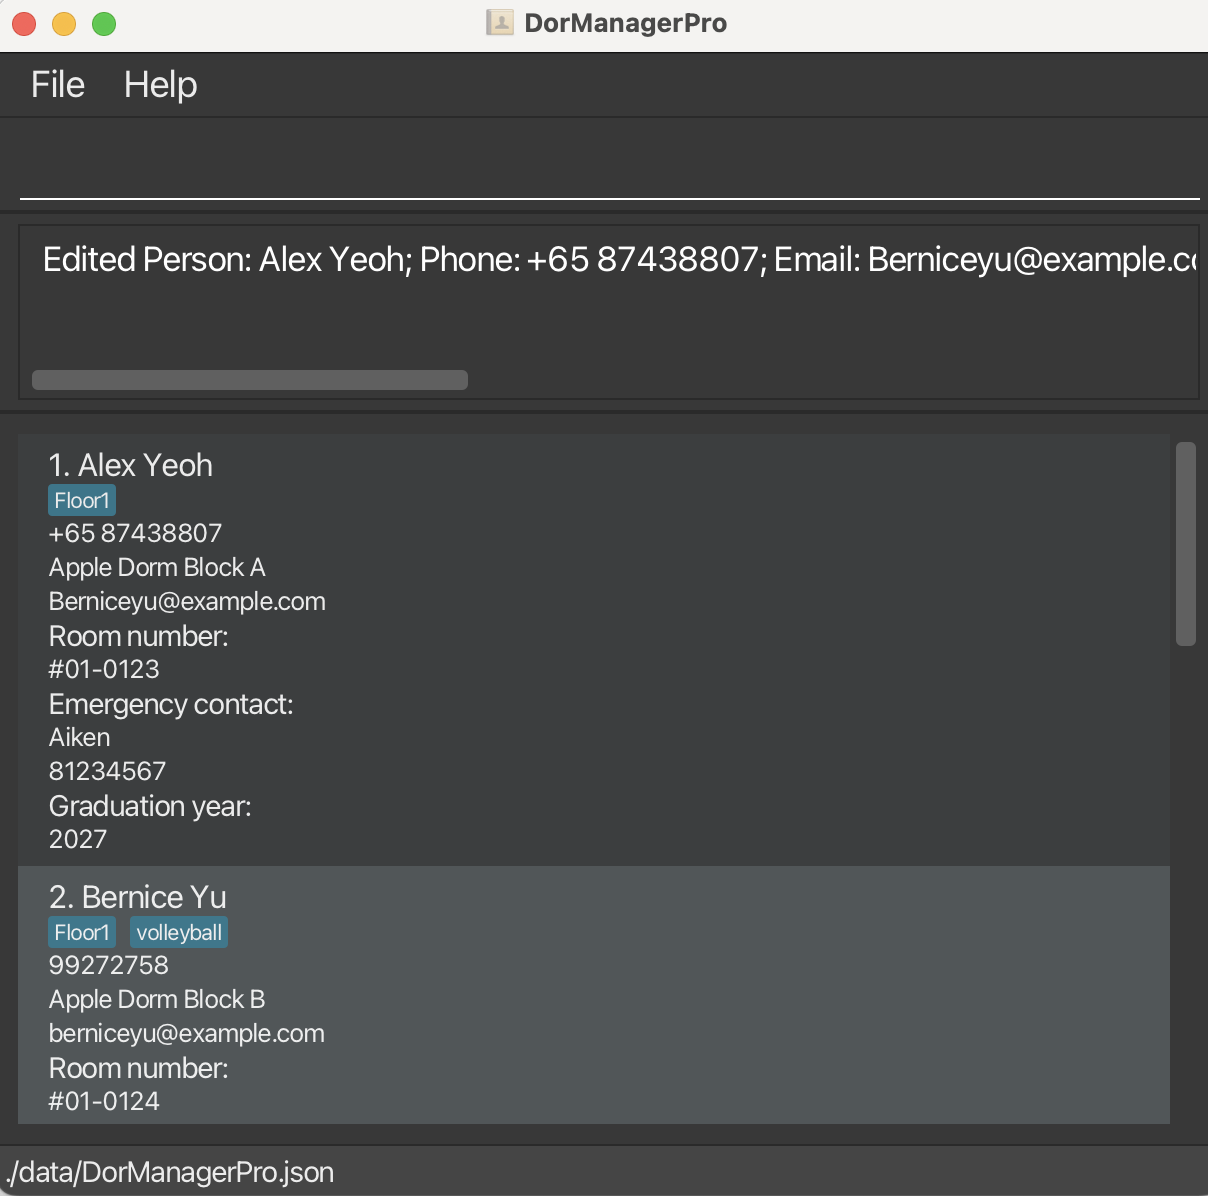 DorManagerPro
File Help
Edited Person: Alex Yeoh; Phone: +65 87438807; Email: Berniceyu@example.co
1. Alex Yeoh
Floor1
+65 87438807
Apple Dorm Block A
Berniceyu@example.com
Room number:
#01-0123
Emergency contact:
Aiken
81234567
Graduation year:
2027
2. Bernice Yu
Floor1 volleyball
99272758
Apple Dorm Block B
berniceyu@example.com
Room number:
#01-0124
./data/DorManagerPro.json